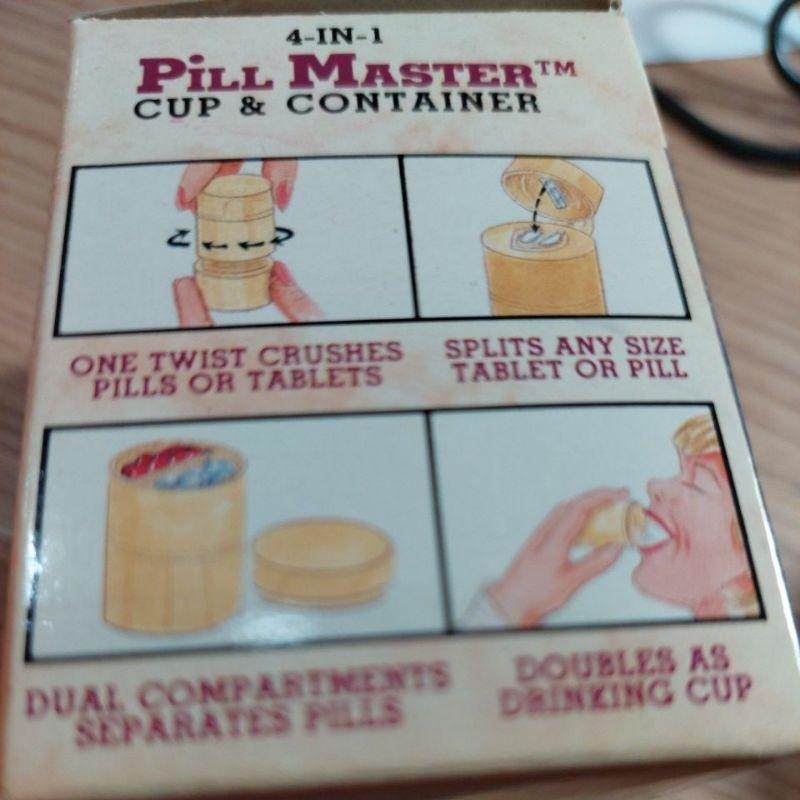 4-IN-1
PILL MASTER™
CUP & CONTAINER
ONE TWIST CRUSHES
PILLS OR TABLETS
SPLITS ANY SIZE
TABLET OR PILL
DUAL COMPARTMENTS
SEPARATES PILLS
DOUBLES AS
DRINKING CUP